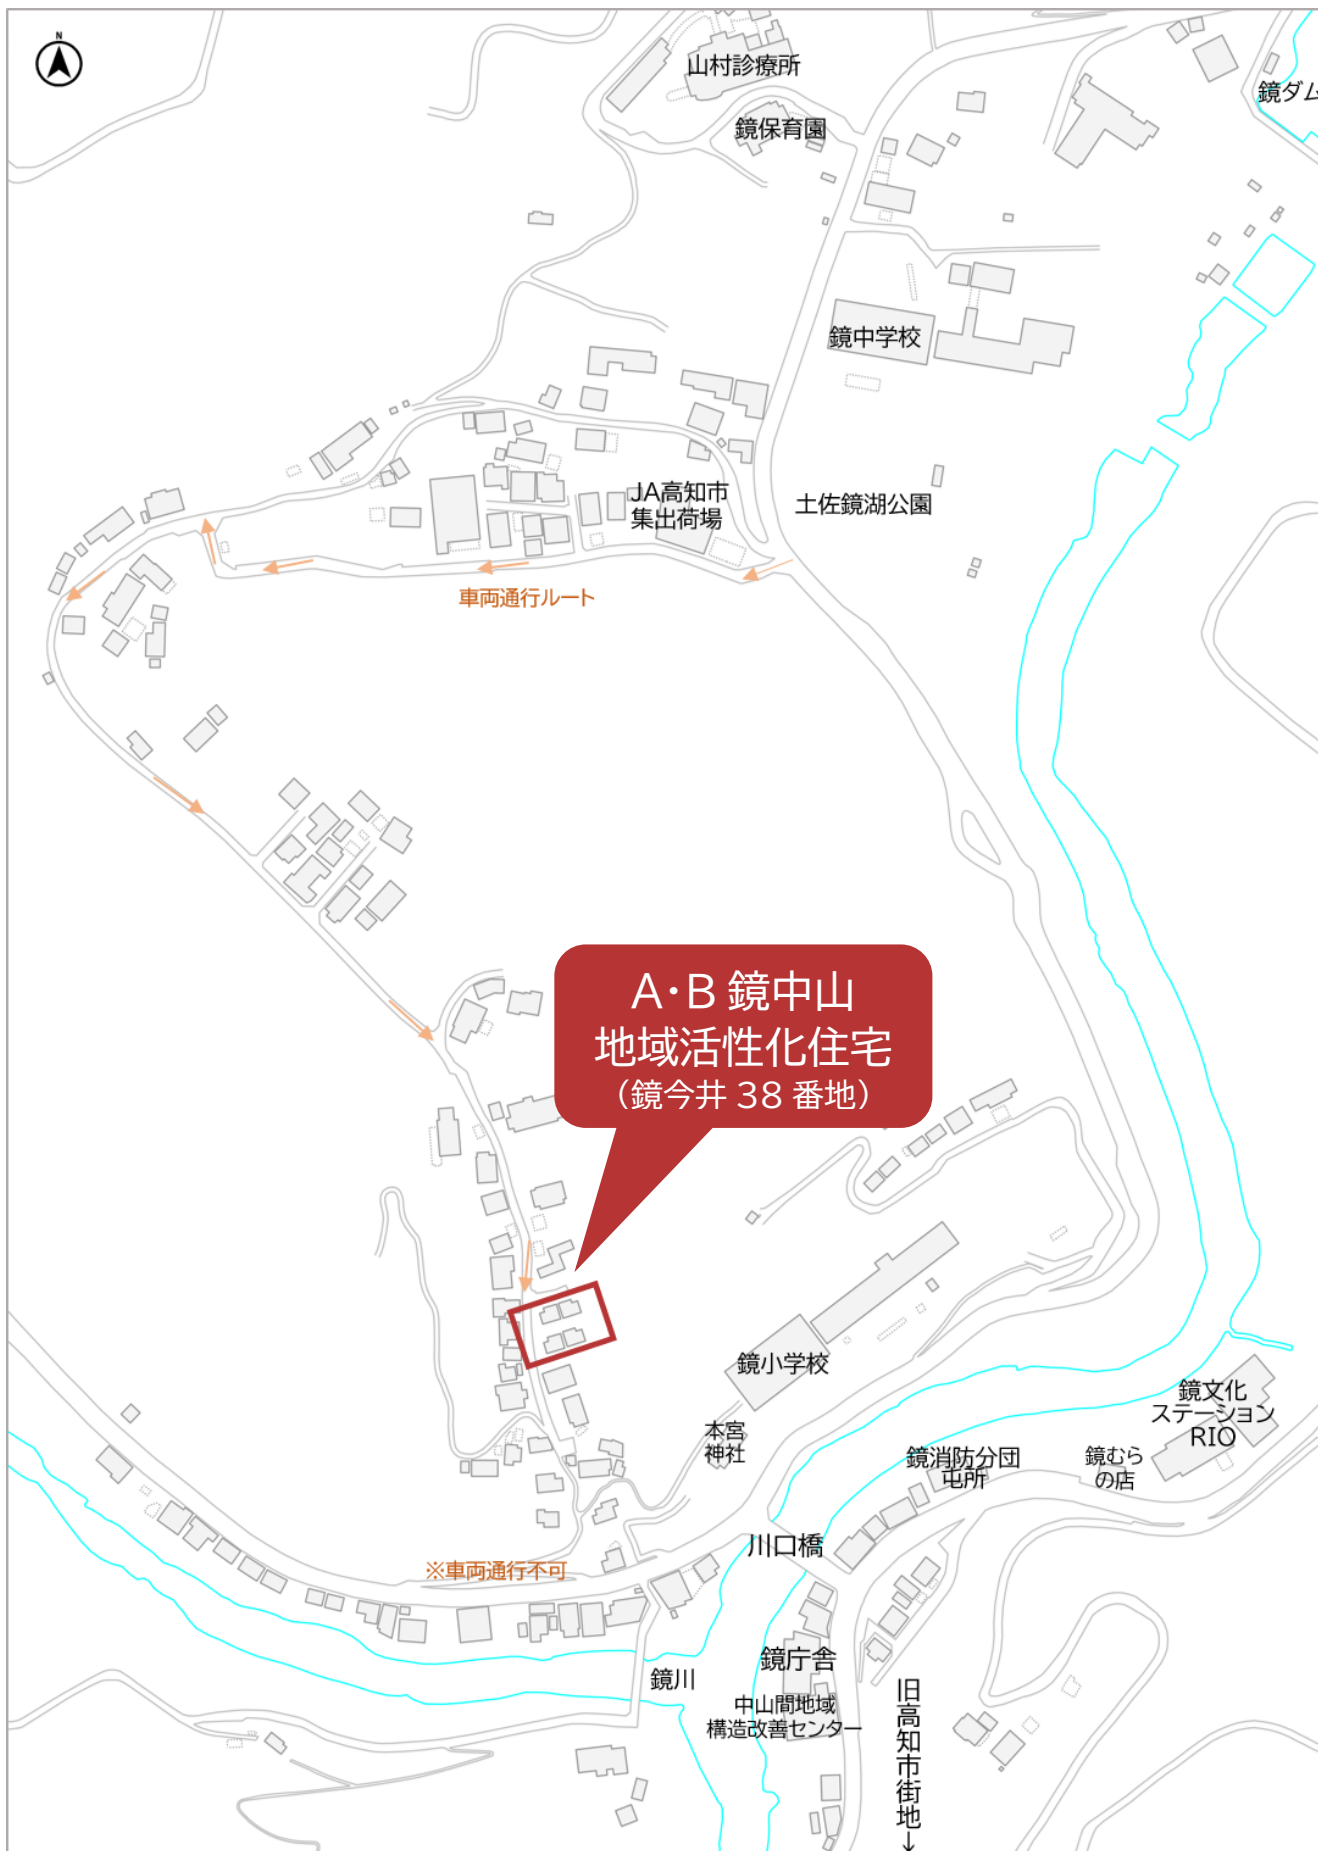 N
山村診療所
鏡ダム
鏡保育園
鏡中学校
JA高知市
集出荷場
土佐鏡湖公園
車両通行ルート
A・B 鏡中山
地域活性化住宅
（鏡今井 38 番地）
鏡小学校
本宮
神社
鏡文化
ステーション
RIO
鏡消防分団
屯所
鏡むら
の店
川口橋
※車両通行不可
鏡庁舎
鏡川
中山間地域
構造改善センター
旧高知市街地↓